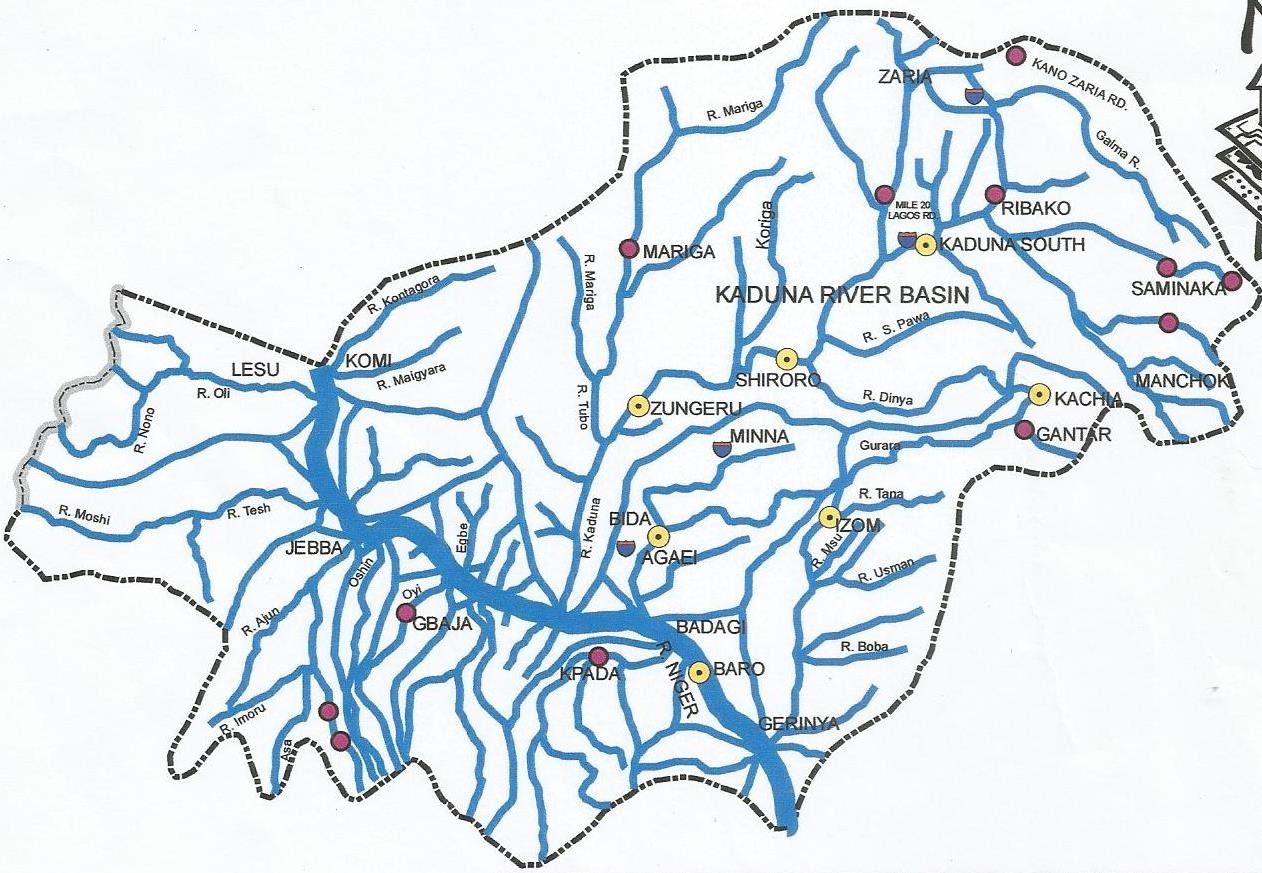 ZARIA
KANO ZARIA RD.
R. Mariga
Galma R.
MILE 20
LAGOS RD.
RIBAKO
Koriga
KADUNA SOUTH
MARIGA
R. Mariga
R. Kontagora
SAMINAKA
KADUNA RIVER BASIN
R. S. Pawa
LESU
KOMI
R. Maigyara
SHIRORO
MANCHOK
R. Oli
R. Dinya
KACHIA
R. Tubo
ZUNGERU
R. Nono
MINNA
GANTAR
Gurara
R. Tana
R. Moshi
R. Tesh
BIDA
IZOM
JEBBA
Egbe
R. Kaduna
AGAEI
R. Msu
Oshin
R. Usman
Oyi
R. Ajun
GBAJA
BADAGI
R. Boba
KPADA
R. NIGER
BARO
R. Imoru
GERINYA
Asa